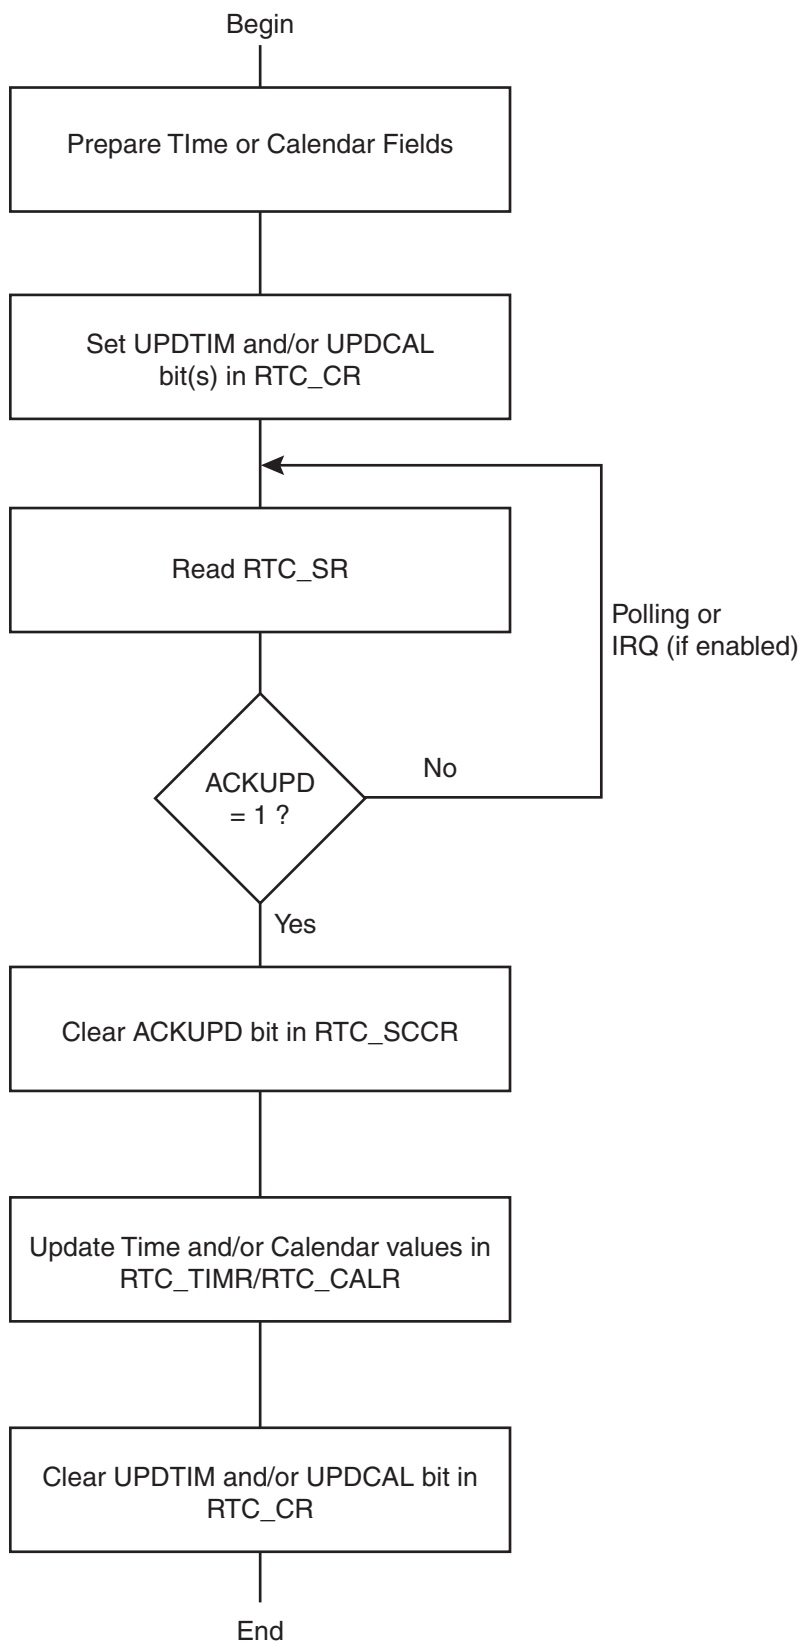 Begin
Prepare TIme or Calendar Fields
Set UPDTIM and/or UPDCAL
bit(s) in RTC_CR
Read RTC_SR
Polling or
IRQ (if enabled)
ACKUPD
= 1 ?
No
Yes
Clear ACKUPD bit in RTC_SCCR
Update Time and/or Calendar values in
RTC_TIMR/RTC_CALR
Clear UPDTIM and/or UPDCAL bit in
RTC_CR
End